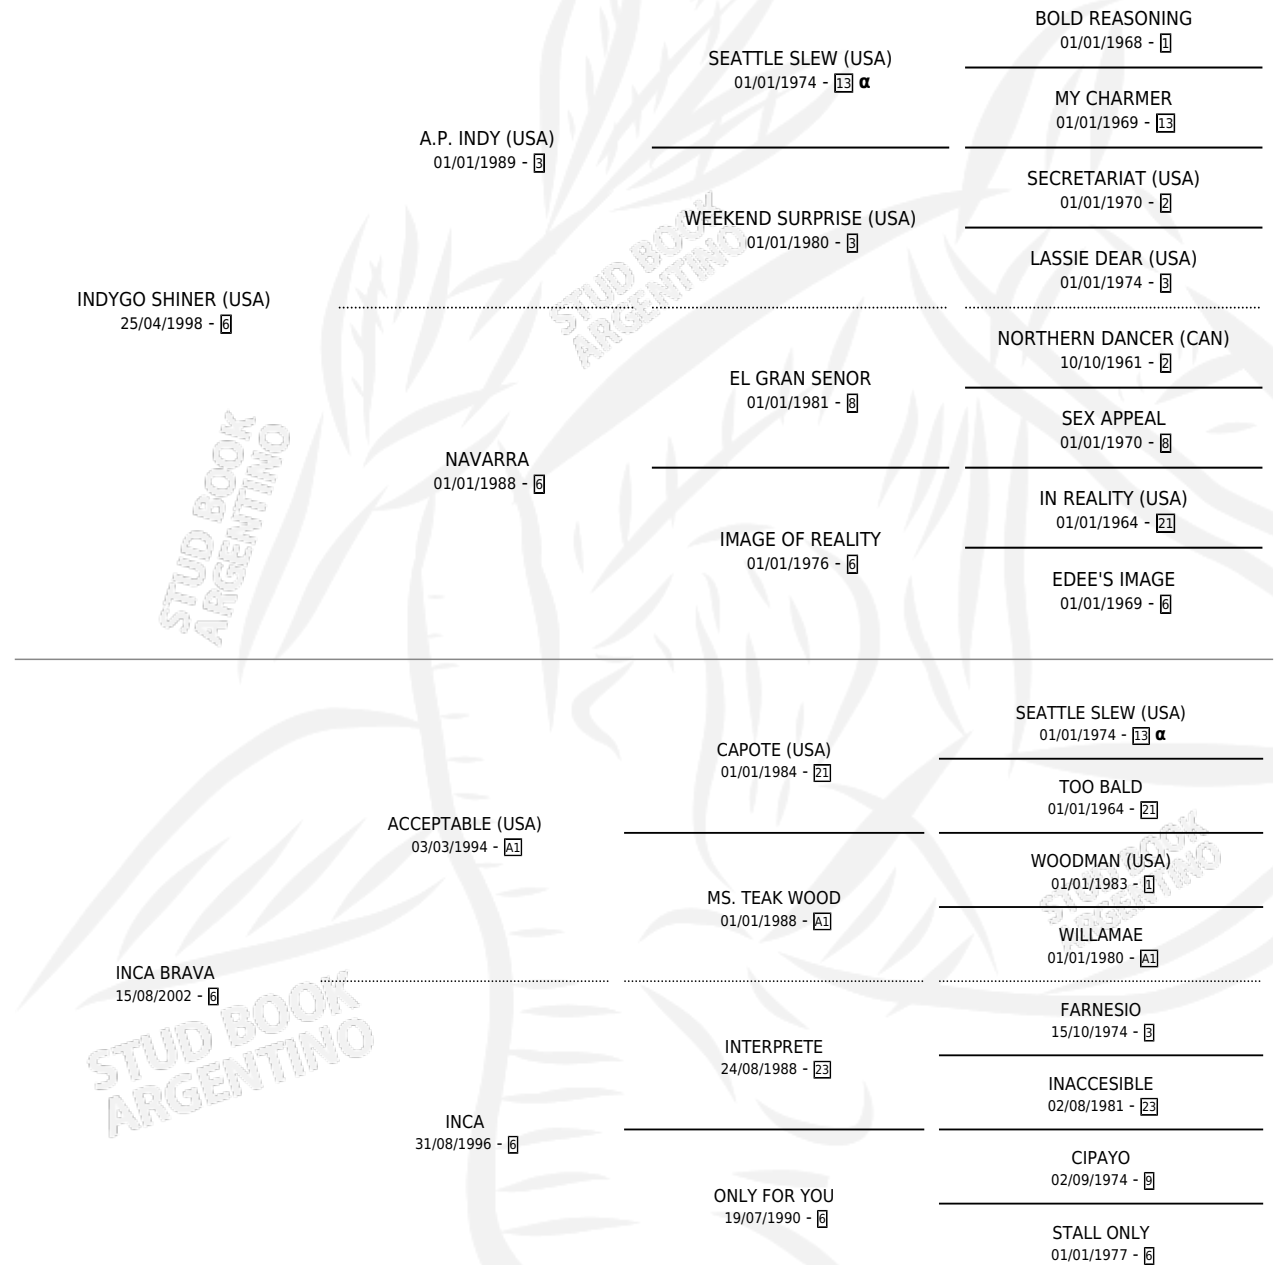 BOLD REASONING
01/01/1968 - 1
SEATTLE SLEW (USA)
01/01/1974 - 13 α
MY CHARMER
01/01/1969 - 13
A.P. INDY (USA)
01/01/1989 - 3
SECRETARIAT (USA)
01/01/1970 - 2
WEEKEND SURPRISE (USA)
01/01/1980 - 3
LASSIE DEAR (USA)
01/01/1974 - 3
INDYGO SHINER (USA)
25/04/1998 - 6
NORTHERN DANCER (CAN)
10/10/1961 - 2
EL GRAN SENOR
01/01/1981 - 8
SEX APPEAL
01/01/1970 - 8
NAVARRA
01/01/1988 - 6
IN REALITY (USA)
01/01/1964 - 21
IMAGE OF REALITY
01/01/1976 - 6
EDEE'S IMAGE
01/01/1969 - 6
STUD BOOK
ARGENTINO
STUD BOOK
ARGENTINO
SEATTLE SLEW (USA)
01/01/1974 - 13 α
CAPOTE (USA)
01/01/1984 - 21
TOO BALD
01/01/1964 - 21
ACCEPTABLE (USA)
03/03/1994 - A1
WOODMAN (USA)
01/01/1983 - 1
MS. TEAK WOOD
01/01/1988 - A1
WILLAMAE
01/01/1980 - A1
INCA BRAVA
15/08/2002 - 6
FARNESIO
15/10/1974 - 3
INTERPRETE
24/08/1988 - 23
INACCESIBLE
02/08/1981 - 23
INCA
31/08/1996 - 6
CIPAYO
02/09/1974 - 9
ONLY FOR YOU
19/07/1990 - 6
STALL ONLY
01/01/1977 - 6
STUD BOOK
ARGENTINO
STUD BOOK
ARGENTINO